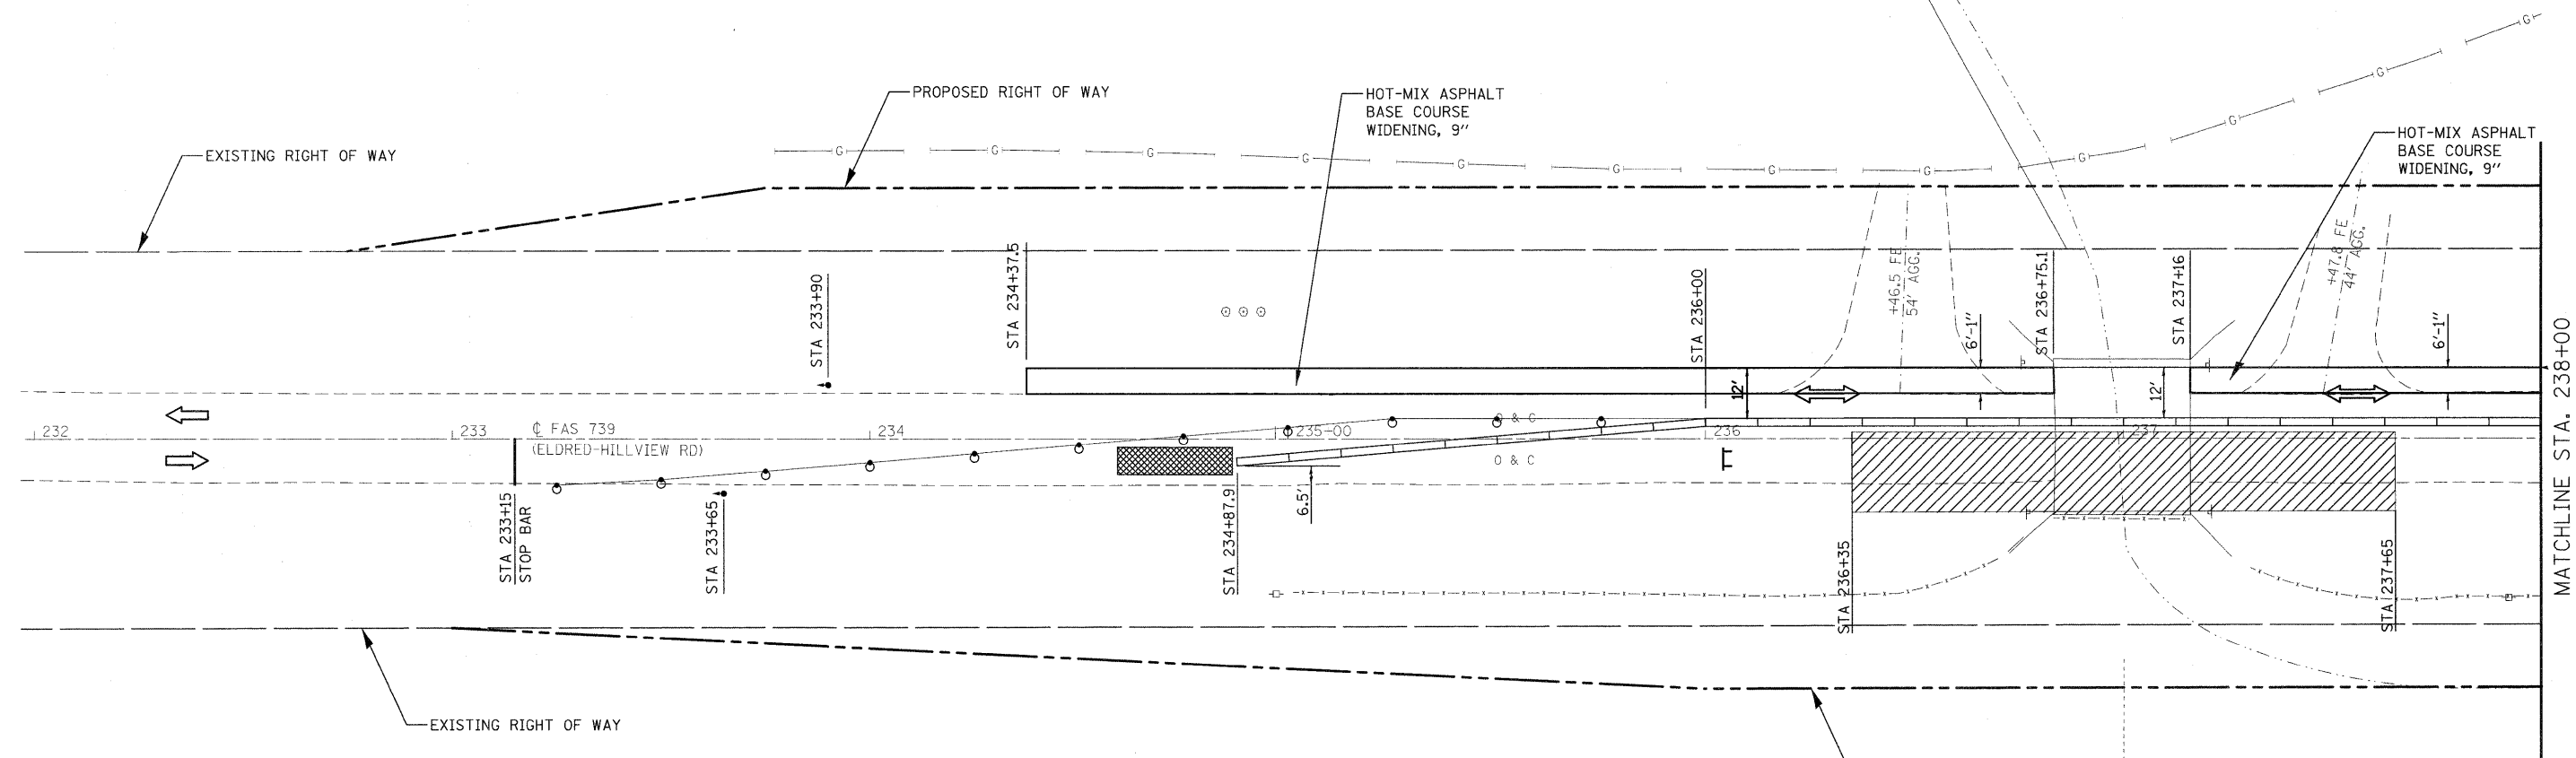 PROPOSED RIGHT OF WAY
HOT-MIX ASPHALT
BASE COURSE
WIDENING, 9"
EXISTING RIGHT OF WAY
HOT-MIX ASPHALT
BASE COURSE
WIDENING, 9"
G
G
G
G
G
G
G
G
G
G
G
G
STA 233+90
STA 234+37.5
STA 236+00
+46.5 FE
54' AGG.
6'-1"
STA 236+75.1
STA 237+16
+47.8 FE
44' AGG.
6'-1"
12'
12'
232
233
℄ FAS 739
(ELDRED-HILLVIEW RD)
234
235+00
236
237
O & C
O & C
6.5'
STA 233+15
STOP BAR
STA 233+65
STA 234+87.9
STA 236+35
STA 237+65
MATCHLINE STA. 238+00
EXISTING RIGHT OF WAY